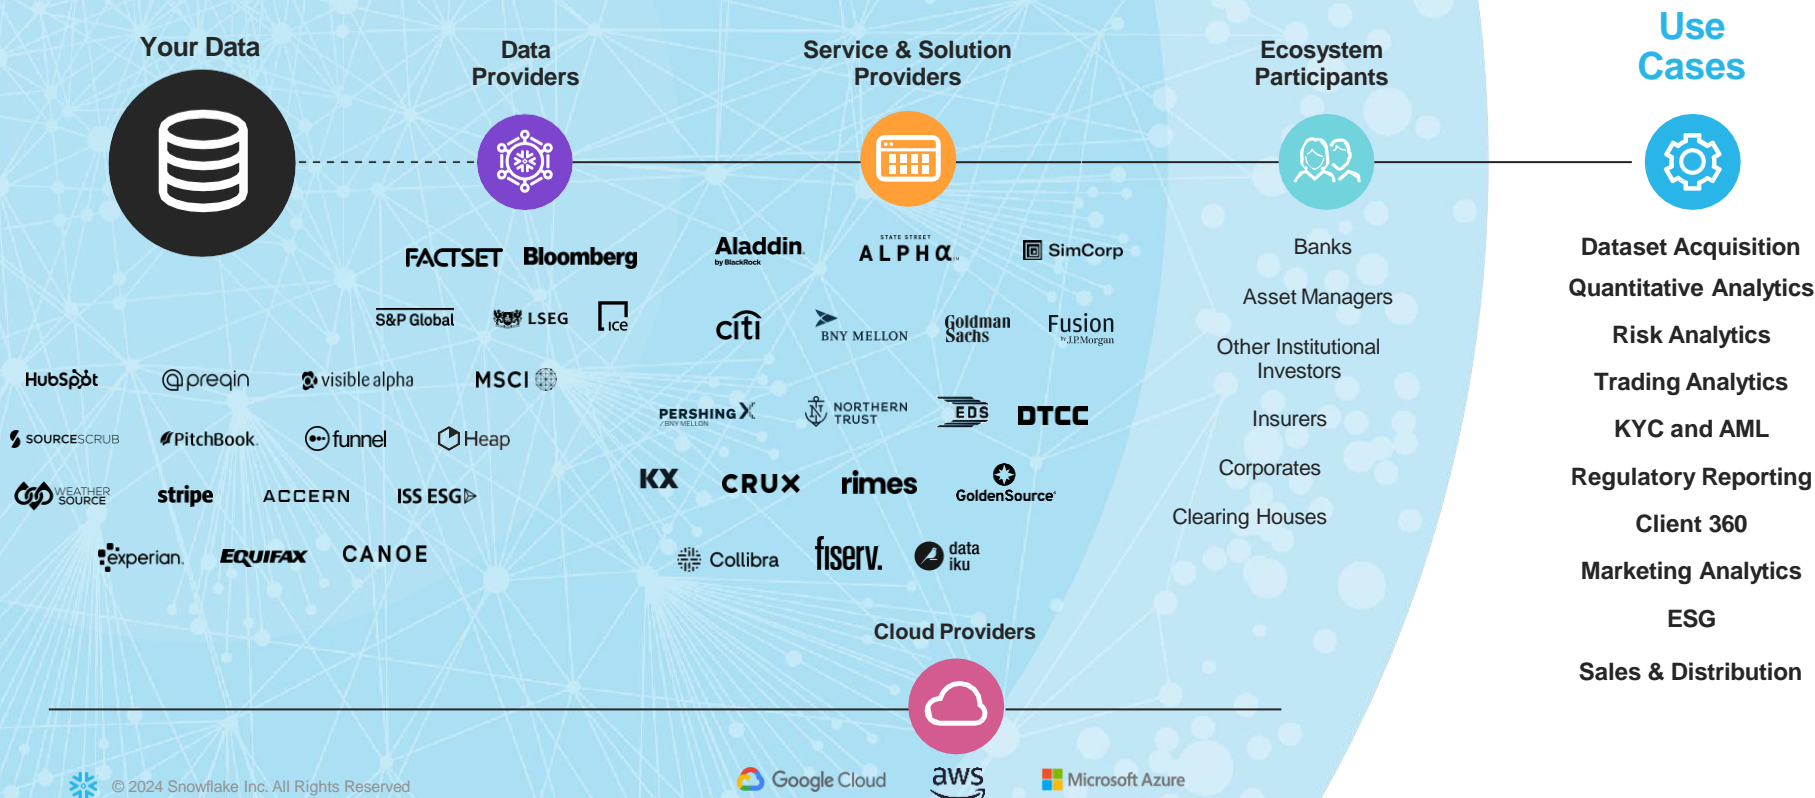 Your Data
Data
Providers
Service & Solution
Providers
Ecosystem
Participants
Use
Cases
FACTSET
Bloomberg
S&P Global
LSEG
ICE
HubSpot
preqin
visible alpha
MSCI
SOURCESCRUB
PitchBook.
funnel
Heap
WEATHER
SOURCE
stripe
ACCERN
ISS ESG
experian.
EQUIFAX
CANOE
Aladdin.
by BlackRock
STATE STREET
ALPHα
SimCorp
citi
BNY MELLON
Goldman
Sachs
Fusion
by J.P.Morgan
PERSHING X
/BNY MELLON
NORTHERN
TRUST
EDS
DTCC
KX
CRUX
rimes
GoldenSource
Collibra
fiserv.
data
iku
Banks
Asset Managers
Other Institutional
Investors
Insurers
Corporates
Clearing Houses
Dataset Acquisition
Quantitative Analytics
Risk Analytics
Trading Analytics
KYC and AML
Regulatory Reporting
Client 360
Marketing Analytics
ESG
Sales & Distribution
Cloud Providers
Google Cloud
aws
Microsoft Azure
© 2024 Snowflake Inc. All Rights Reserved